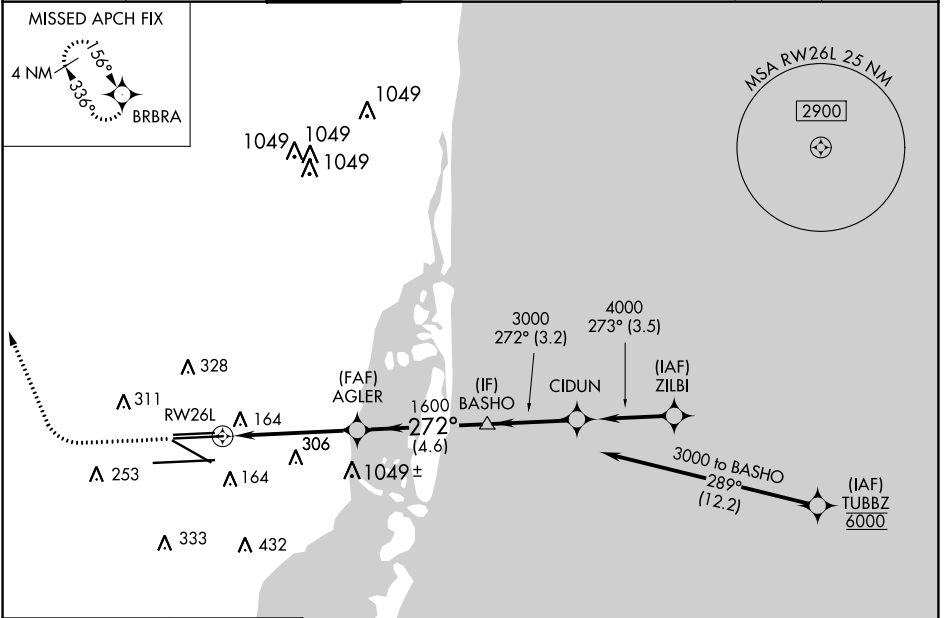 MISSED APCH FIX
4 NM
156°
336°
BRBRA
1049
1049
1049
1049
MSA RW26L 25 NM
2900
328
311
RW26L
164
306
253
164
333
432
(FAF)
AGLER
1049±
1600
272°
(4.6)
(IF)
BASHO
3000
272° (3.2)
CIDUN
4000
273° (3.5)
(IAF)
ZILBI
3000 to BASHO
289°
(12.2)
(IAF)
TUBBZ
6000